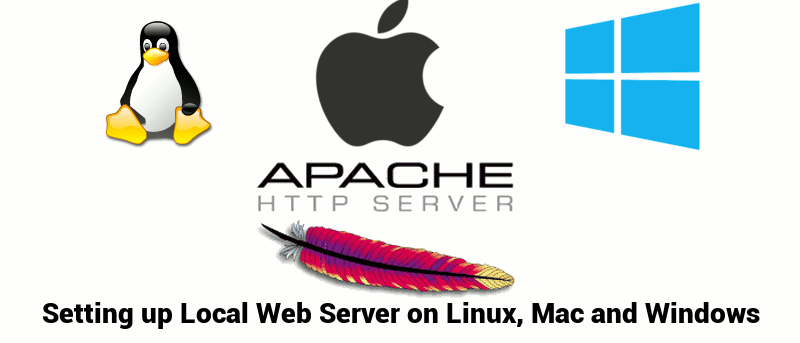 APACHE
HTTP SERVER
Setting up Local Web Server on Linux, Mac and Windows